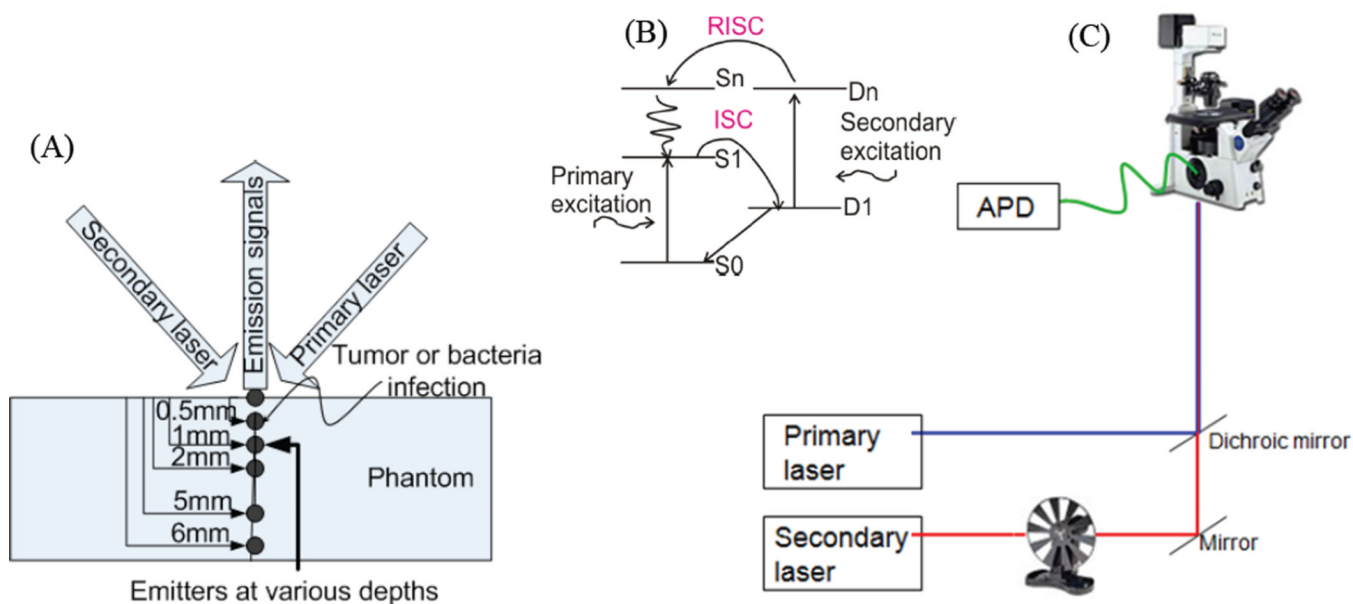 (A)
Secondary laser
Emission signals
Primary laser
Tumor or bacteria
infection
0.5mm
1mm
2mm
5mm
6mm
Phantom
Emitters at various depths
(B)
RISC
Sn
Dn
ISC
S1
Secondary
excitation
Primary
excitation
D1
S0
(C)
APD
Primary
laser
Dichroic mirror
Secondary
laser
Mirror